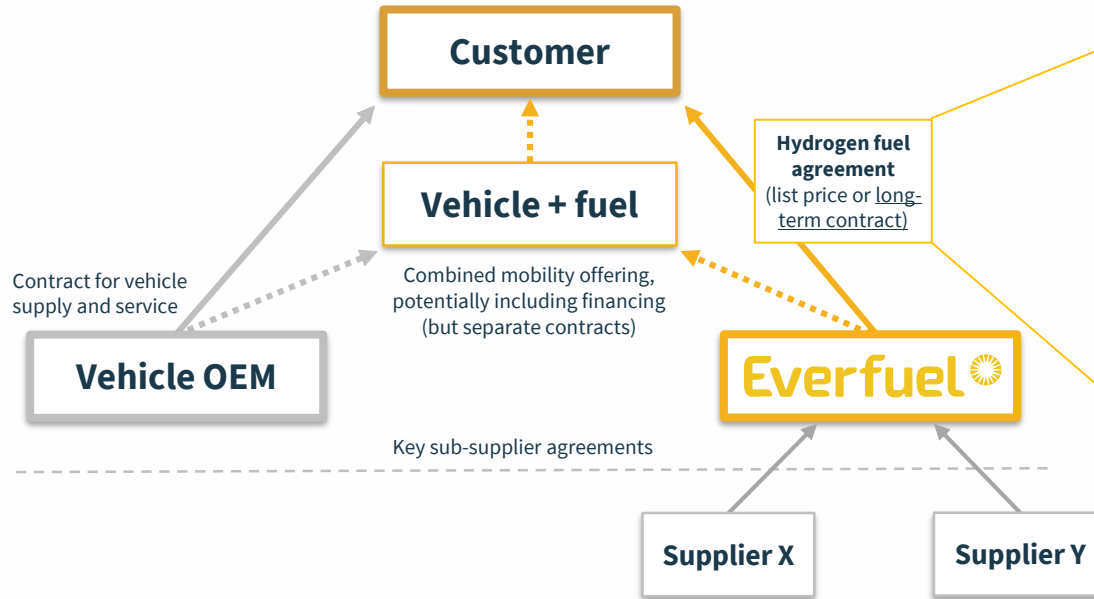 Customer
Hydrogen fuel
agreement
(list price or long-
term contract)
Vehicle + fuel
Contract for vehicle
supply and service
Combined mobility offering,
potentially including financing
(but separate contracts)
Vehicle OEM
Everfuel
Key sub-supplier agreements
Supplier X
Supplier Y